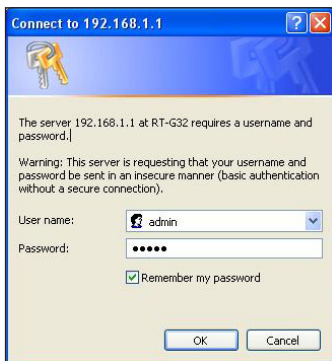 Connect to 192.168.1.1
The server 192.168.1.1 at RT-G32 requires a username and
password.
Warning: This server is requesting that your username and
password be sent in an insecure manner (basic authentication
without a secure connection).
User name:
admin
Password:
•••••
Remember my password
OK
Cancel